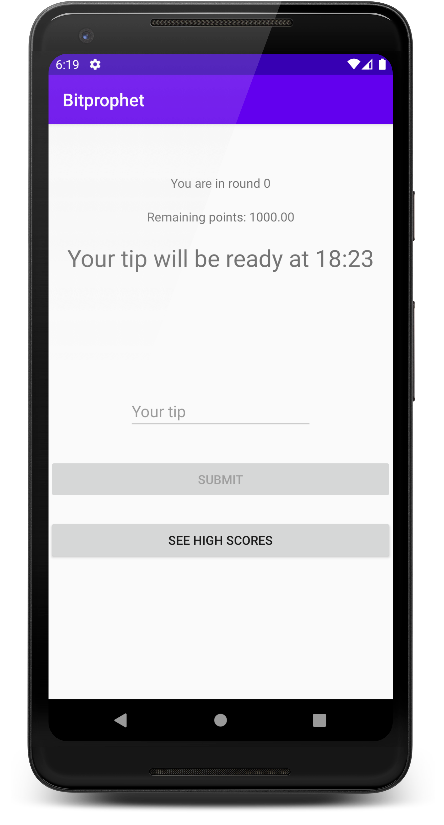 6:19
Bitprophet
You are in round 0
Remaining points: 1000.00
Your tip will be ready at 18:23
Your tip
SUBMIT
SEE HIGH SCORES